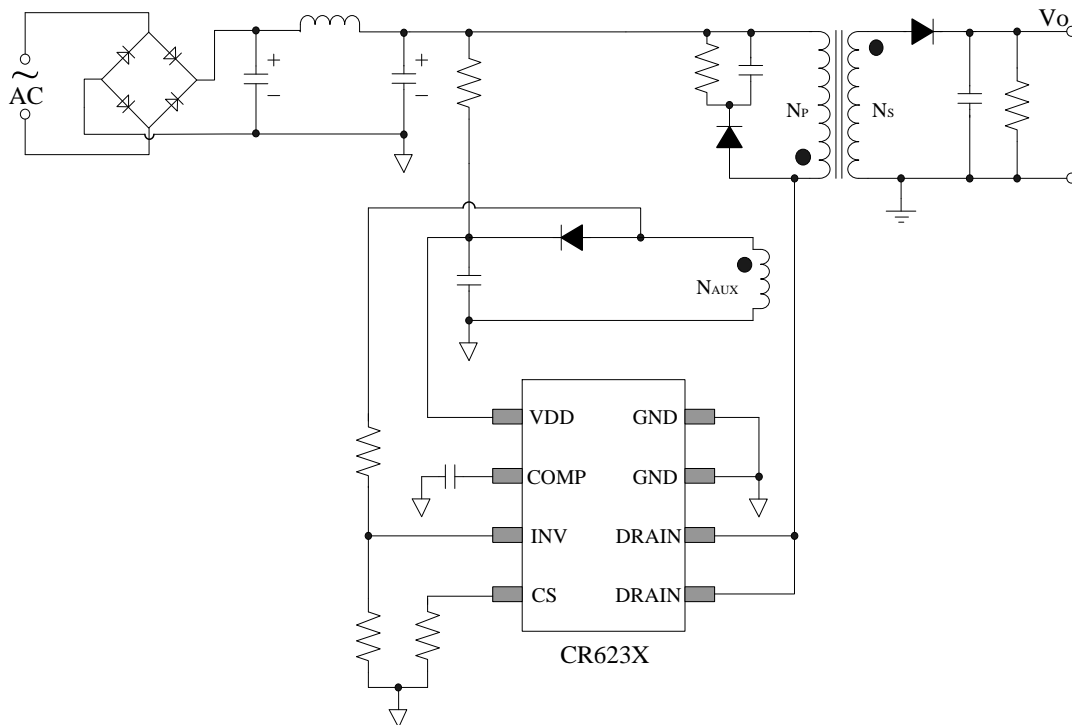 Vo
~
AC
+
−
+
−
NP
NS
NAUX
VDD
GND
COMP
GND
INV
DRAIN
CS
DRAIN
CR623X